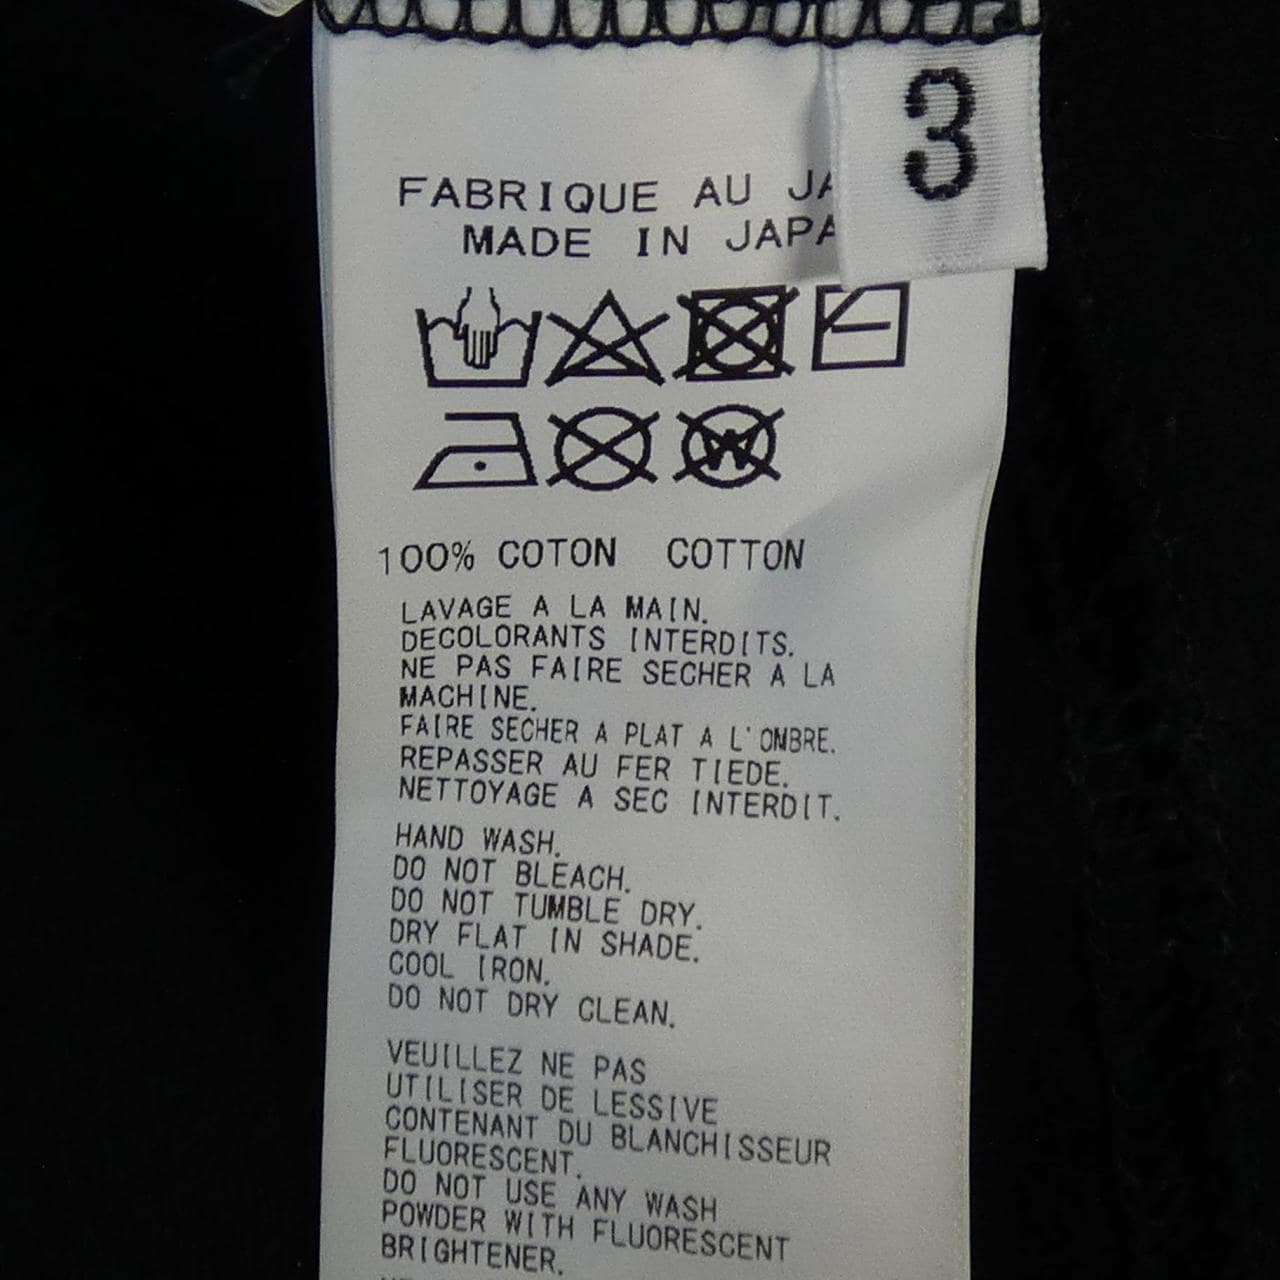 3
FABRIQUE AU JA
MADE IN JAPA
W
100% COTON COTTON
LAVAGE A LA MAIN.
DECOLORANTS INTERDITS.
NE PAS FAIRE SECHER A LA
MACHINE.
FAIRE SECHER A PLAT A L'OMBRE.
REPASSER AU FER TIEDE.
NETTOYAGE A SEC INTERDIT.
HAND WASH.
DO NOT BLEACH.
DO NOT TUMBLE DRY.
DRY FLAT IN SHADE.
COOL IRON.
DO NOT DRY CLEAN.
VEUILLEZ NE PAS
UTILISER DE LESSIVE
CONTENANT DU BLANCHISSEUR
FLUORESCENT.
DO NOT USE ANY WASH
POWDER WITH FLUORESCENT
BRIGHTENER.